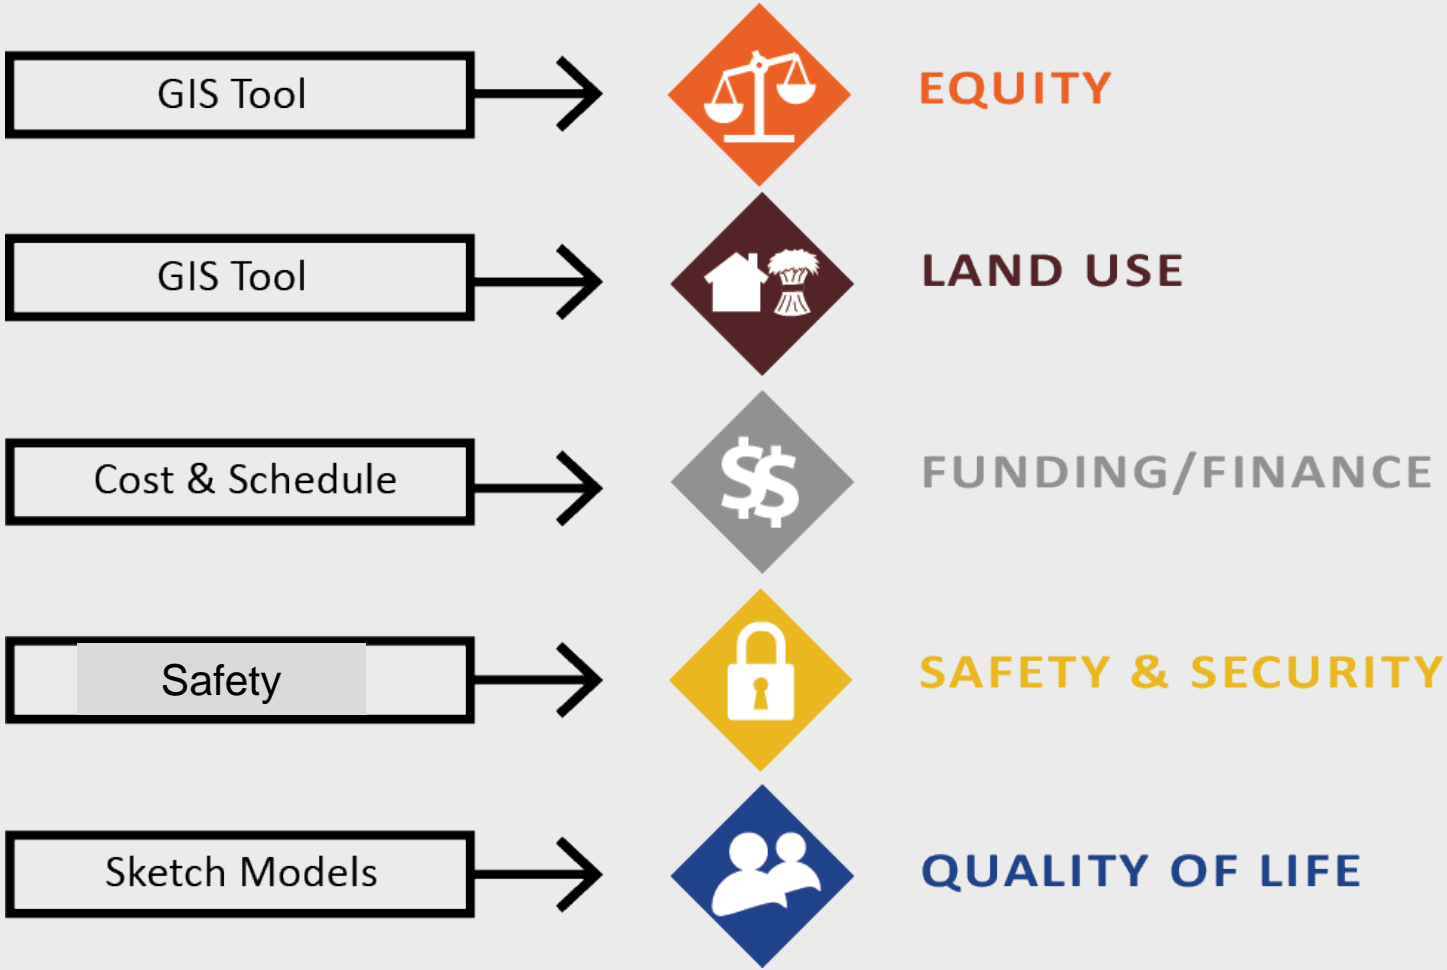 GIS Tool
EQUITY
GIS Tool
LAND USE
Cost & Schedule
FUNDING/FINANCE
Safety
SAFETY & SECURITY
Sketch Models
QUALITY OF LIFE